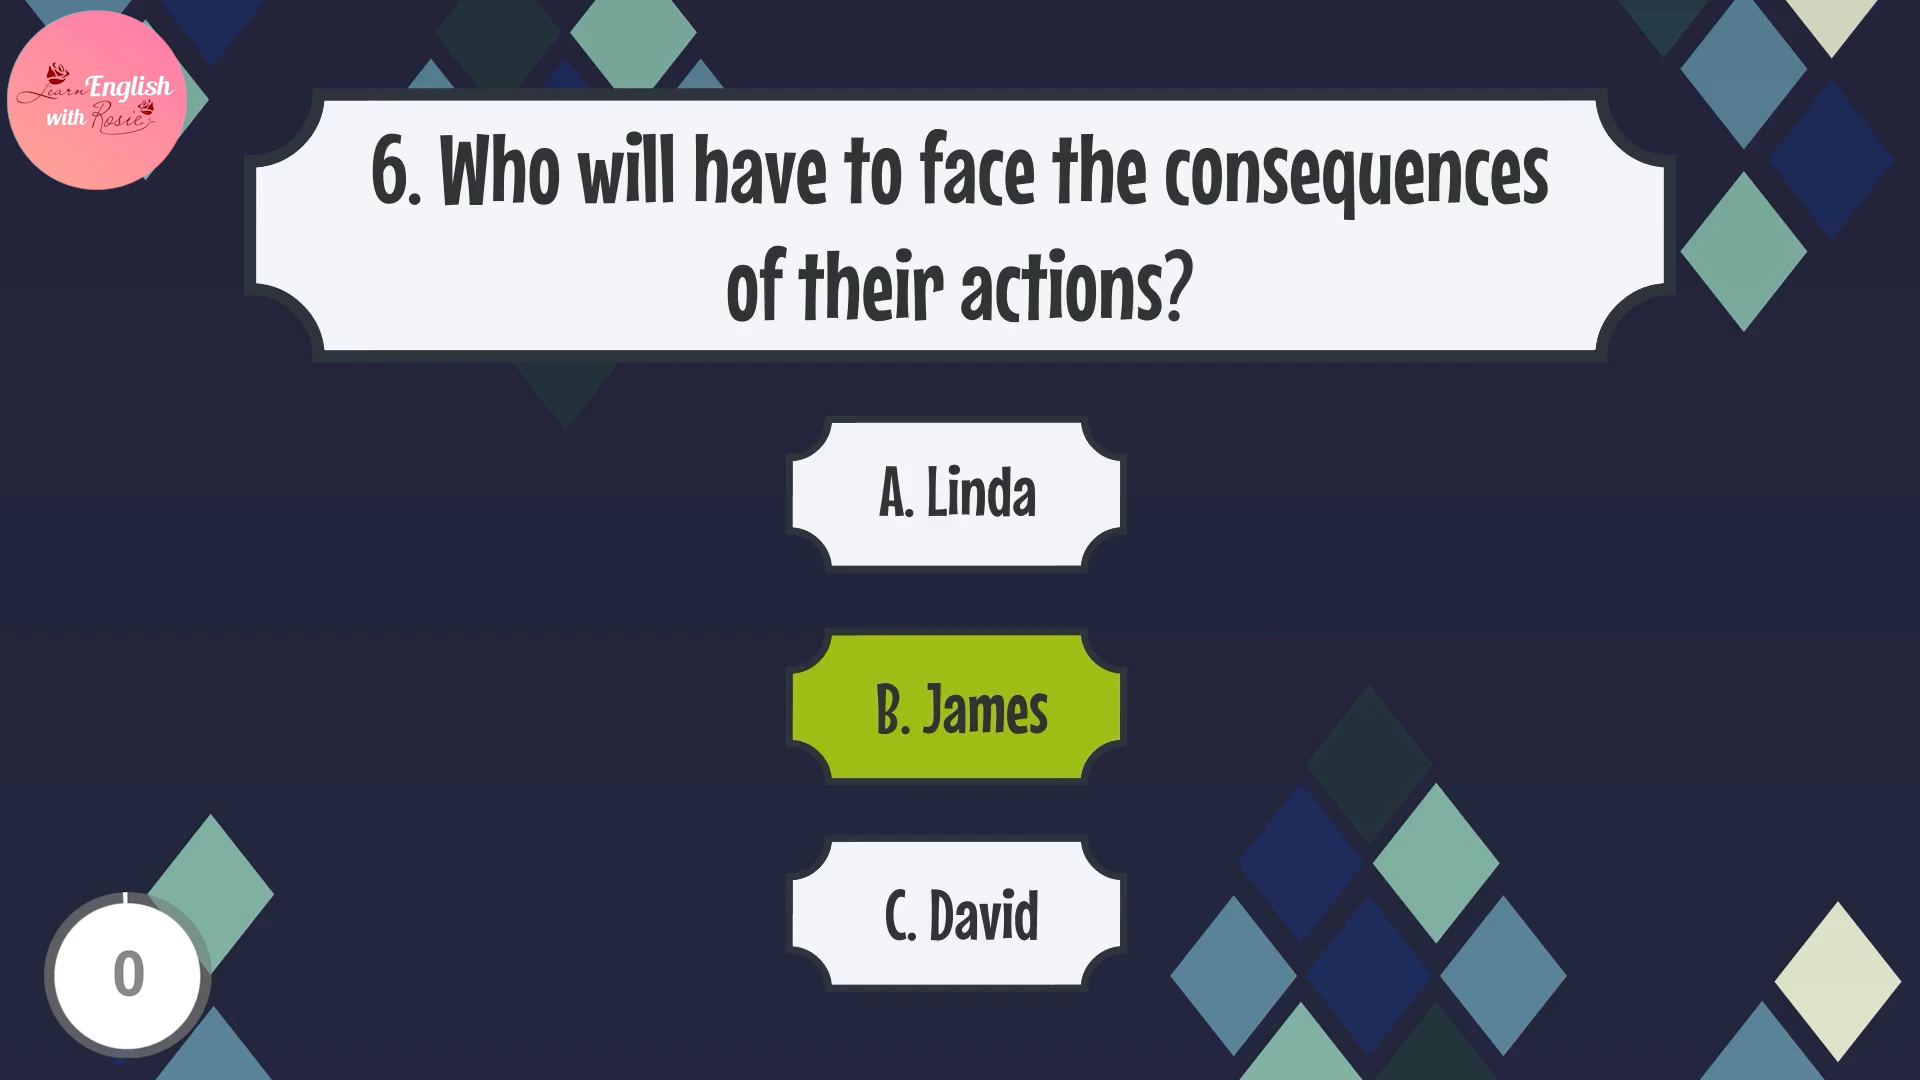 Learn English
with Rosie
6. Who will have to face the consequences
of their actions?
A. Linda
B. James
C. David
0